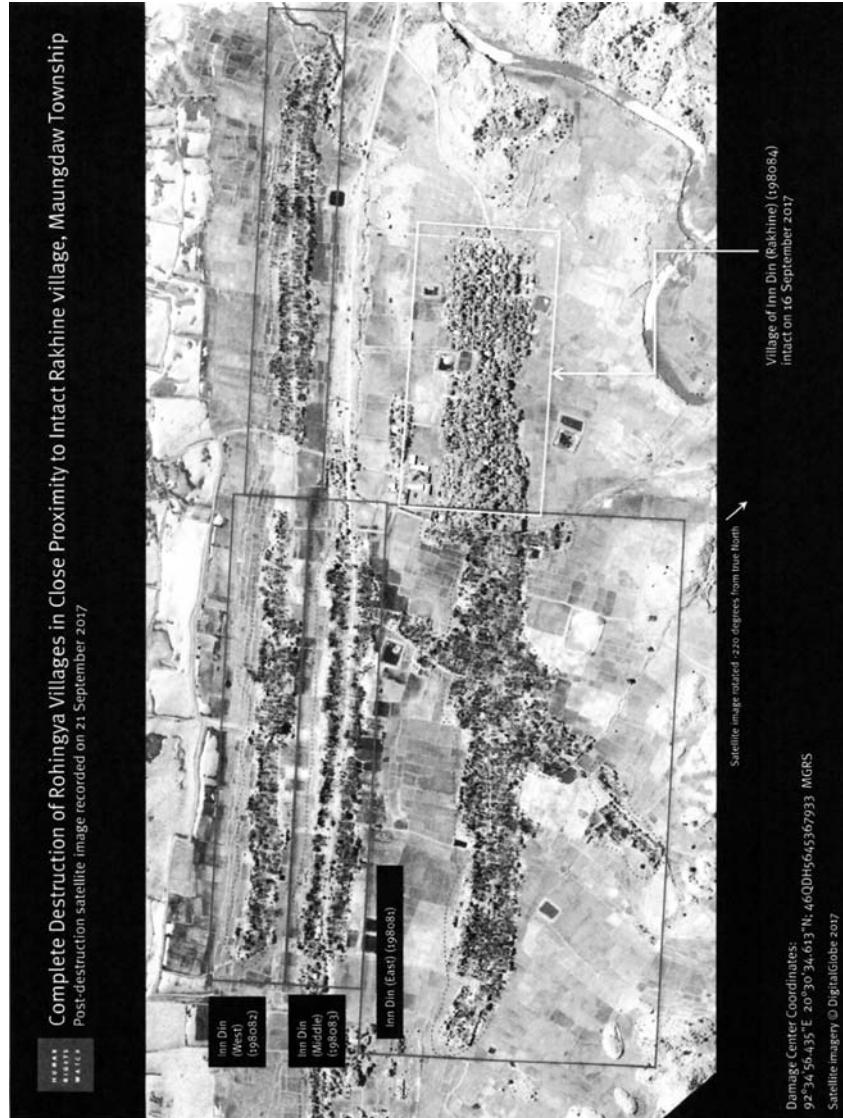 HUMAN
RIGHTS
WATCH
Complete Destruction of Rohingya Villages in Close Proximity to Intact Rakhine village, Maungdaw Township
Post-destruction satellite image recorded on 21 September 2017
Inn Din
(West)
(198082)
Inn Din
(Middle)
(198083)
Inn Din (East) (198081)
Village of Inn Din (Rakhine) (198084)
intact on 16 September 2017
Satellite image rotated -220 degrees from true North
Damage Center Coordinates:
92°34'56.435"E 20°30'34.613"N; 46QDH5645367933 MGRS
Satellite imagery © DigitalGlobe 2017